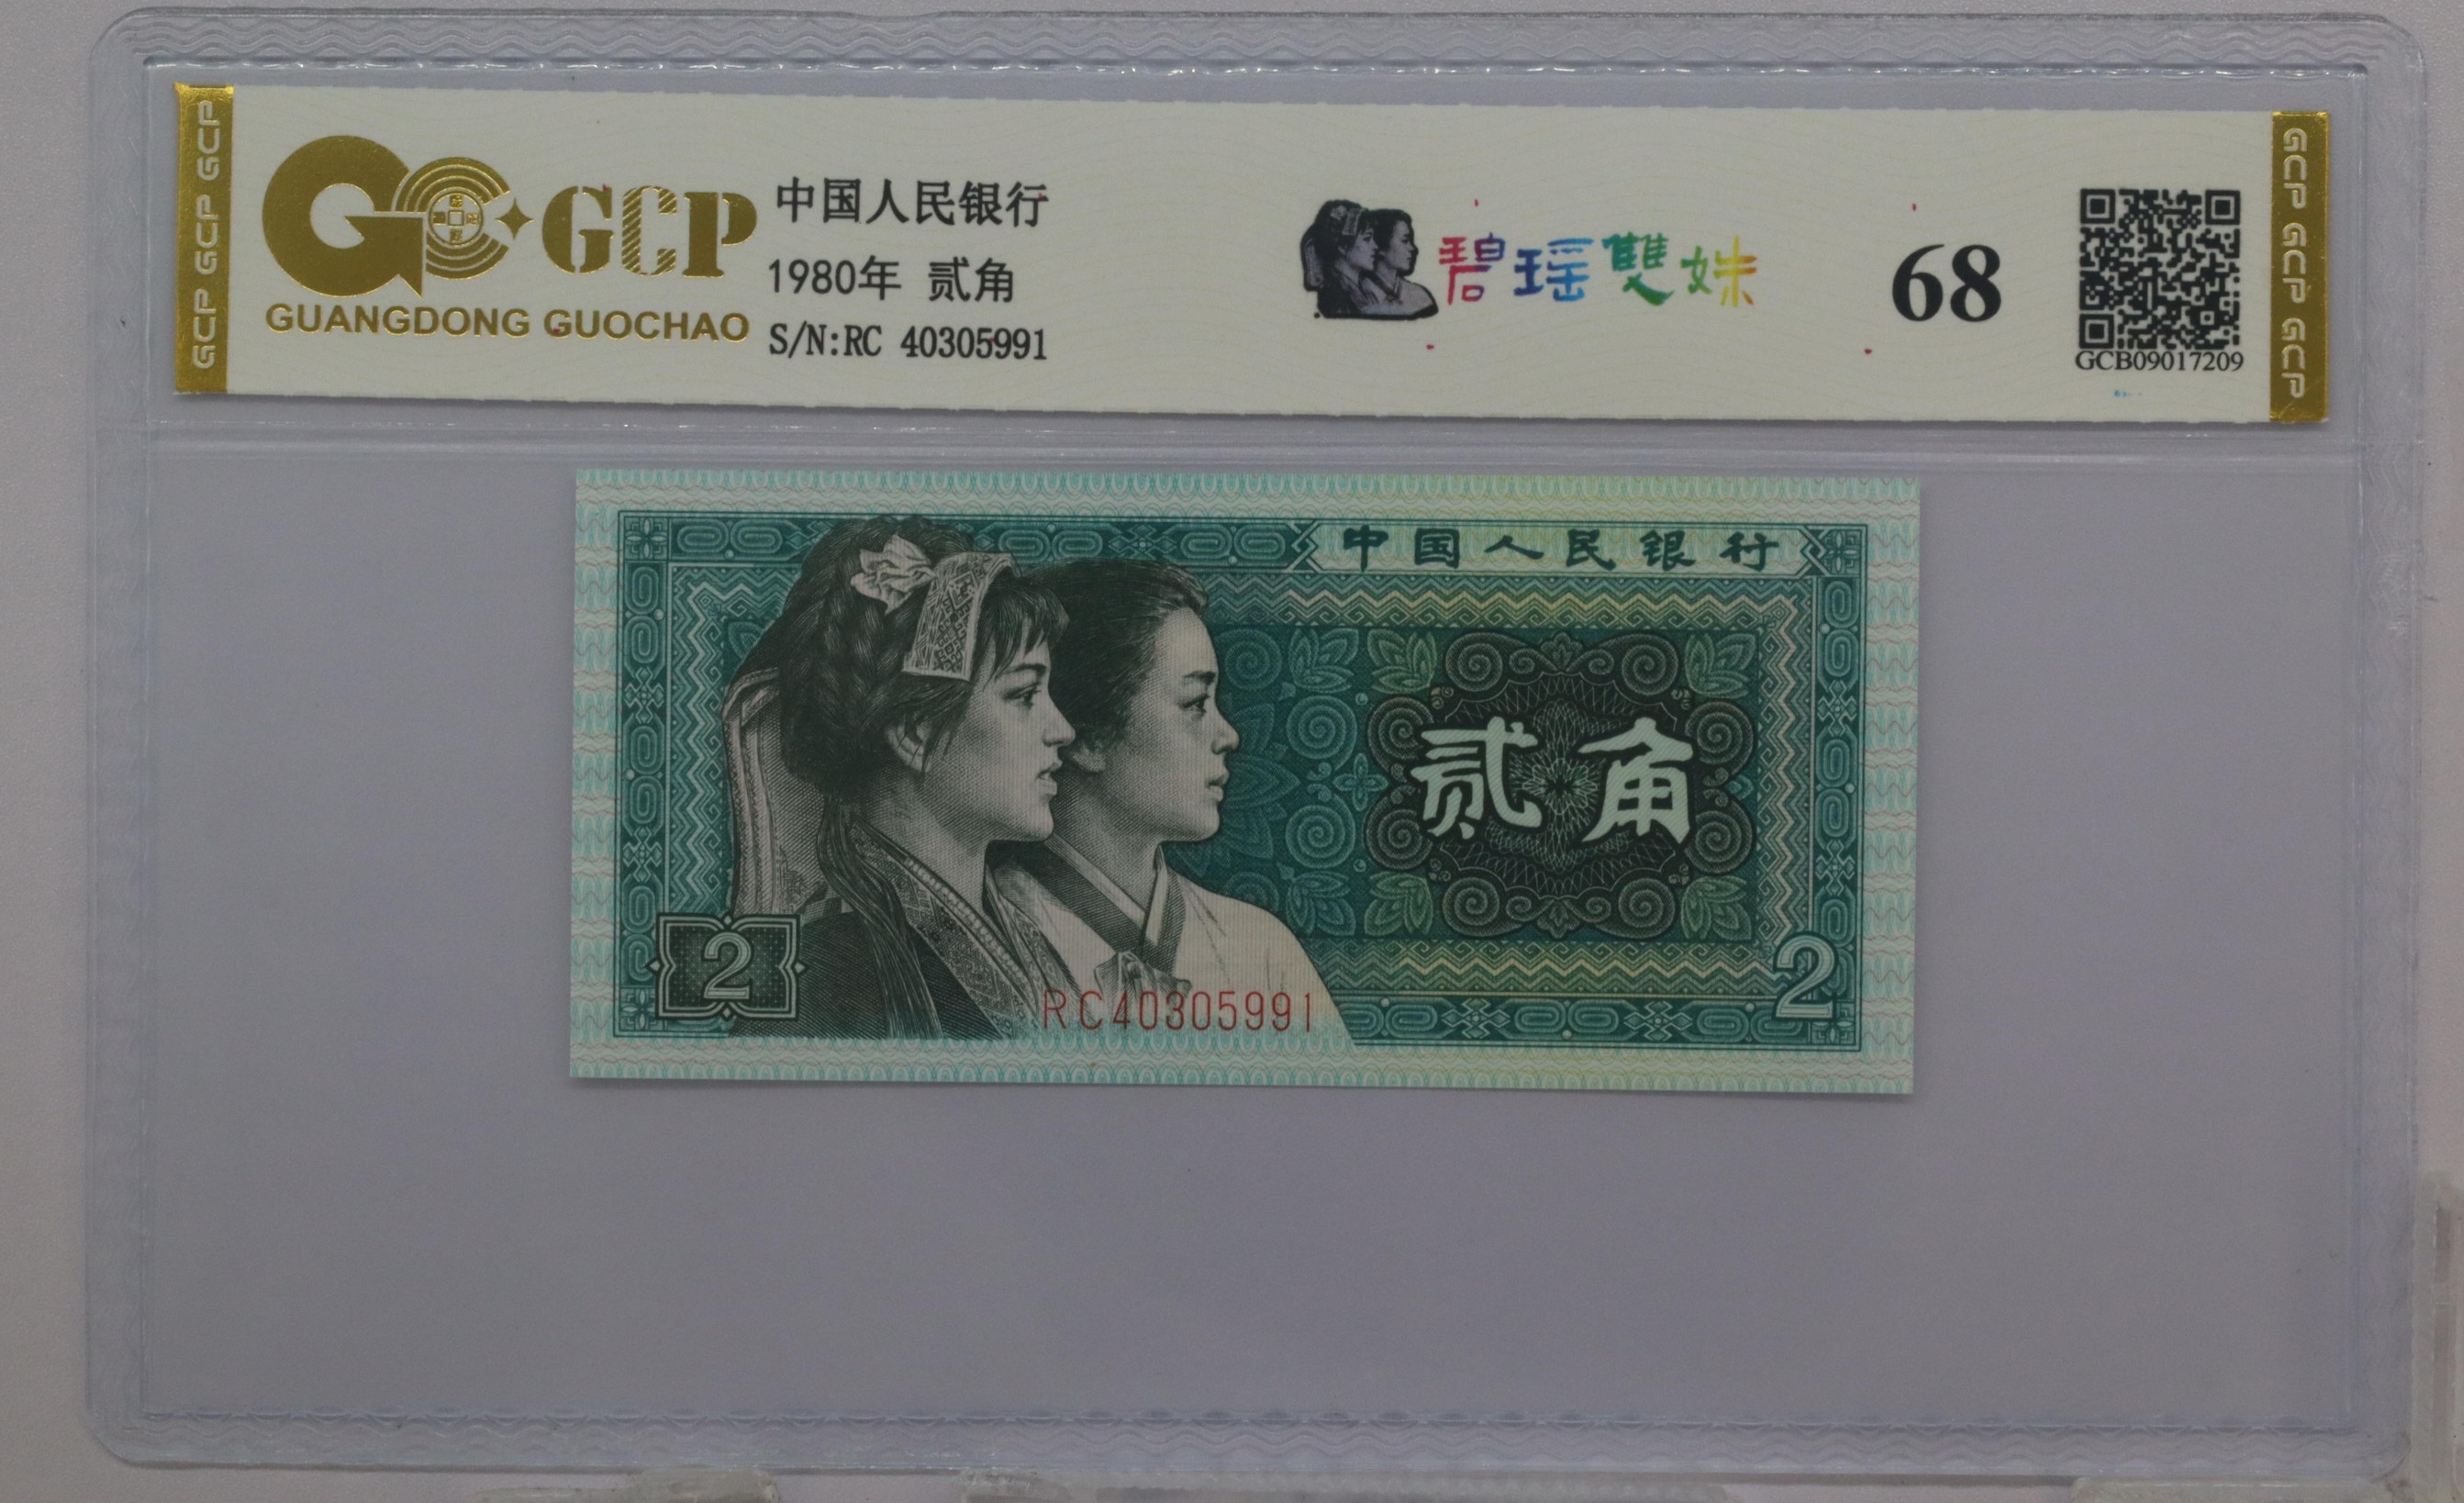 GCP GCP GCP
GCP
GUANGDONG GUOCHAO
中国人民银行
1980年 贰角
S/N:RC 40305991
碧瑶雙姝
68
GCB09017209
GCP GCP GCP
中国人民银行
贰角
2
RC40305991
2